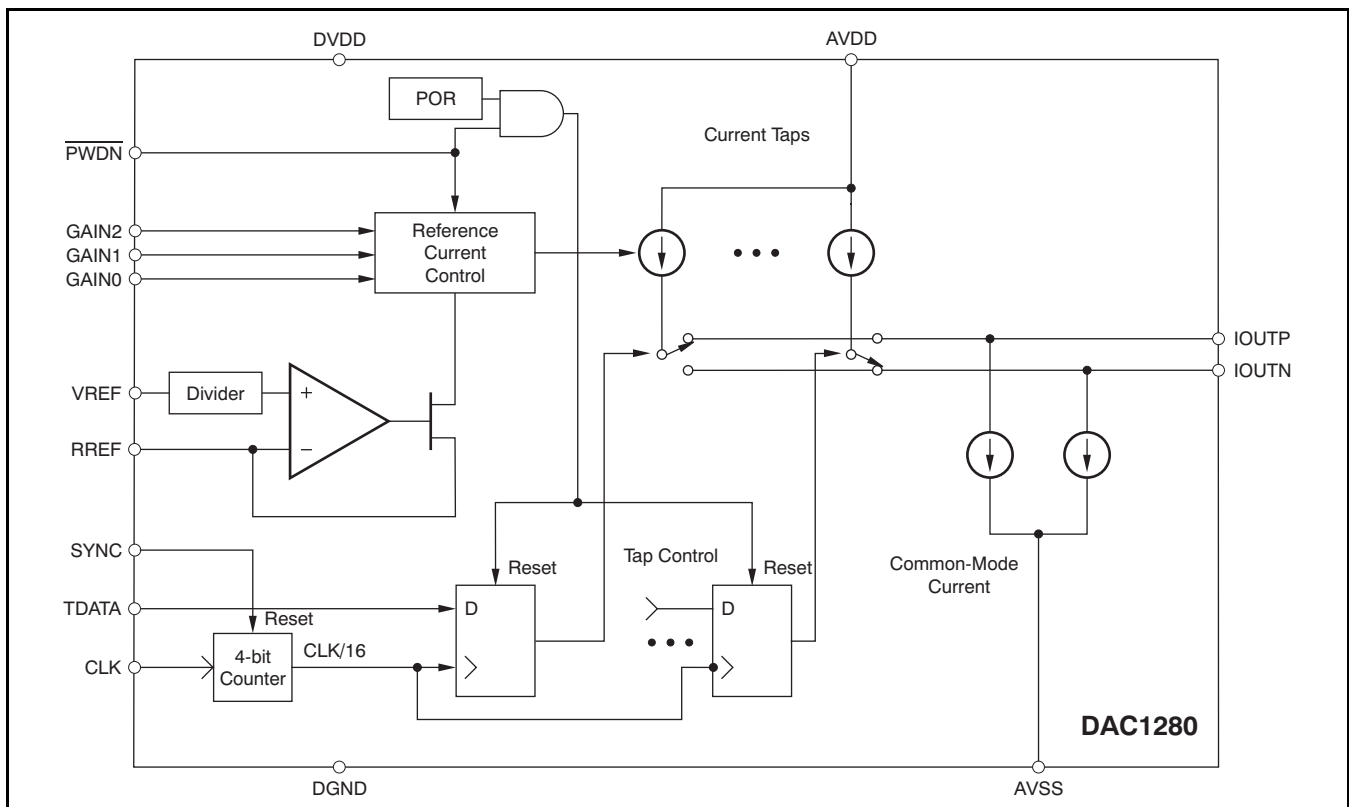 DVDD
AVDD
POR
Current Taps
PWDN
GAIN2
GAIN1
GAIN0
Reference
Current
Control
IOUTP
IOUTN
VREF
Divider
+
RREF
–
SYNC
Reset
Tap Control
Reset
Common-Mode
Current
TDATA
Reset
D
D
CLK
4-bit
Counter
CLK/16
DAC1280
DGND
AVSS